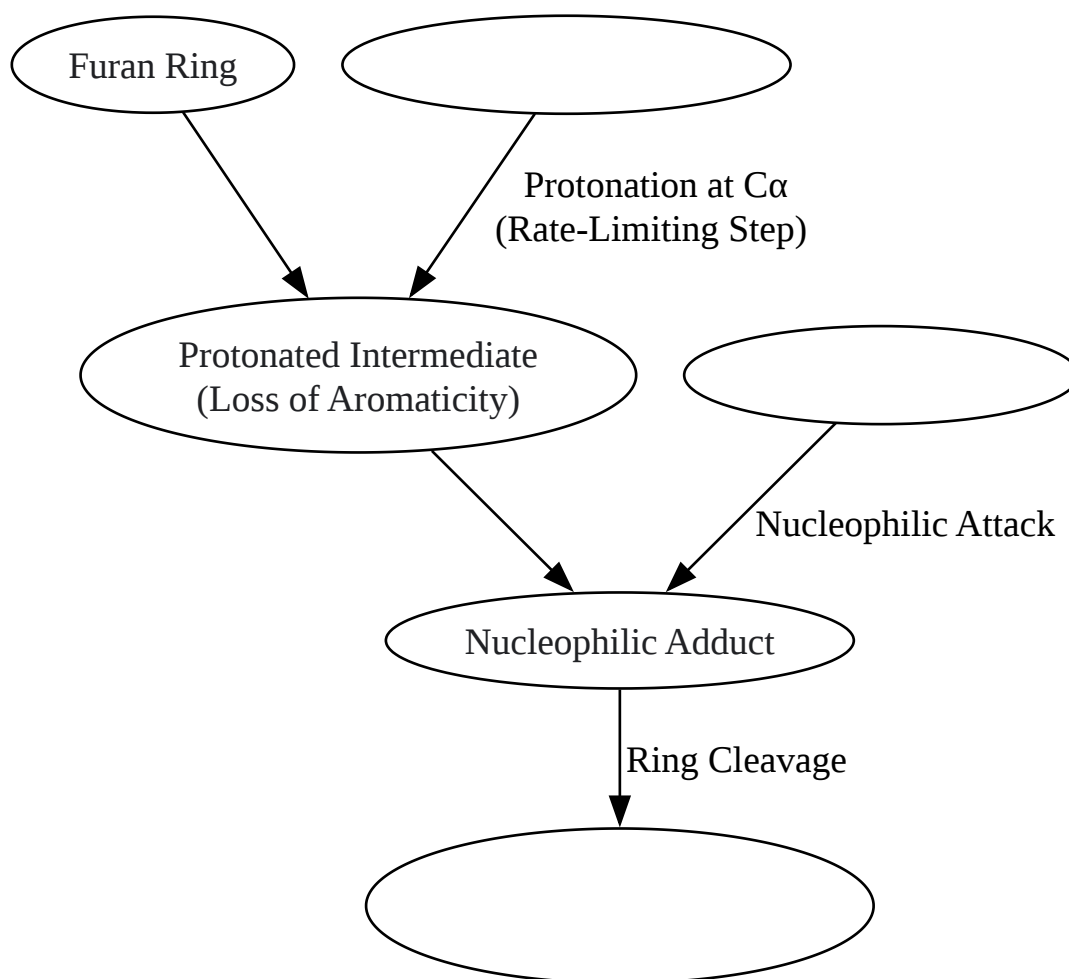 Furan Ring
Protonation at Cα
(Rate-Limiting Step)
Protonated Intermediate
(Loss of Aromaticity)
Nucleophilic Attack
Nucleophilic Adduct
Ring Cleavage